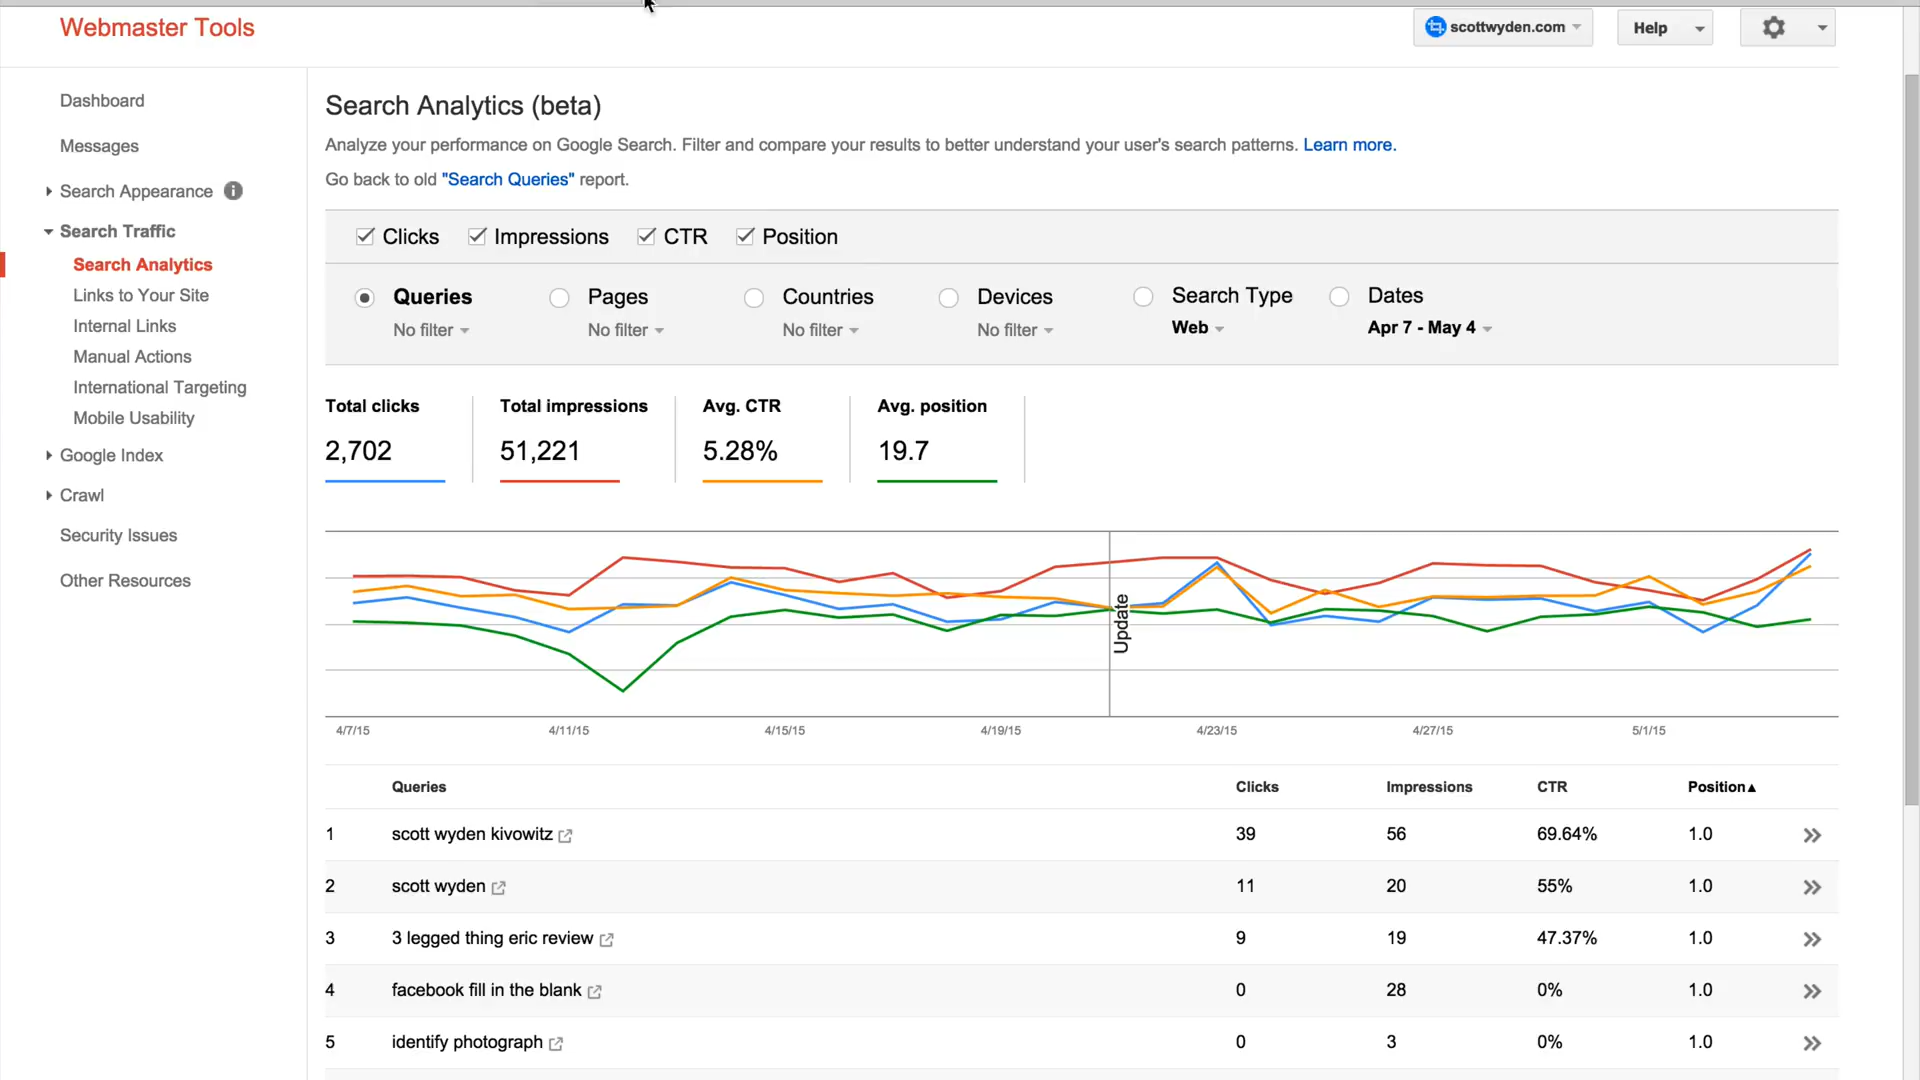 Webmaster Tools
scottwyden.com
Help
Dashboard
Messages
Search Appearance
Search Traffic
Search Analytics
Links to Your Site
Internal Links
Manual Actions
International Targeting
Mobile Usability
Google Index
Crawl
Security Issues
Other Resources
Search Analytics (beta)
Analyze your performance on Google Search. Filter and compare your results to better understand your user's search patterns. Learn more.
Go back to old "Search Queries" report.
Clicks Impressions CTR Position
Queries Pages Countries Devices Search Type Dates
No filter No filter No filter No filter Web Apr 7 - May 4
Total clicks Total impressions Avg. CTR Avg. position
2,702 51,221 5.28% 19.7
Update
4/7/15 4/11/15 4/15/15 4/19/15 4/23/15 4/27/15 5/1/15
Queries Clicks Impressions CTR Position▲
1 scott wyden kivowitz 39 56 69.64% 1.0 »
2 scott wyden 11 20 55% 1.0 »
3 3 legged thing eric review 9 19 47.37% 1.0 »
4 facebook fill in the blank 0 28 0% 1.0 »
5 identify photograph 0 3 0% 1.0 »